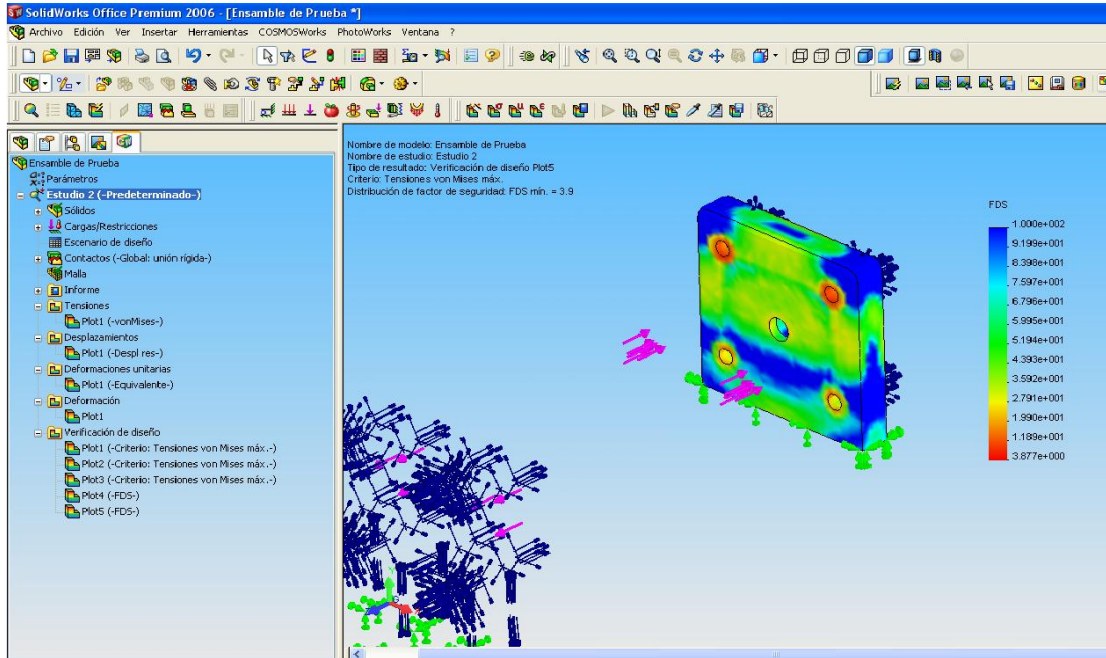 SolidWorks Office Premium 2006 - [Ensamble de Prueba *]
Archivo Edición Ver Insertar Herramientas COSMOSWorks PhotoWorks Ventana ?
Ensamble de Prueba
Parámetros
Estudio 2 (-Predeterminado-)
Sólidos
Cargas/Restricciones
Escenario de diseño
Contactos (-Global: unión rígida-)
Malla
Informe
Tensiones
Plot1 (-vonMises-)
Desplazamientos
Plot1 (-Despl res-)
Deformaciones unitarias
Plot1 (-Equivalente-)
Deformación
Plot1
Verificación de diseño
Plot1 (-Criterio: Tensiones von Mises máx.-)
Plot2 (-Criterio: Tensiones von Mises máx.-)
Plot3 (-Criterio: Tensiones von Mises máx.-)
Plot4 (-FDS-)
Plot5 (-FDS-)
Nombre de modelo: Ensamble de Prueba
Nombre de estudio: Estudio 2
Tipo de resultado: Verificación de diseño Plot5
Criterio: Tensiones von Mises máx.
Distribución de factor de seguridad: FDS mín. = 3.9
FDS
1.000e+002
9.199e+001
8.398e+001
7.597e+001
6.796e+001
5.995e+001
5.194e+001
4.393e+001
3.592e+001
2.791e+001
1.990e+001
1.189e+001
3.877e+000